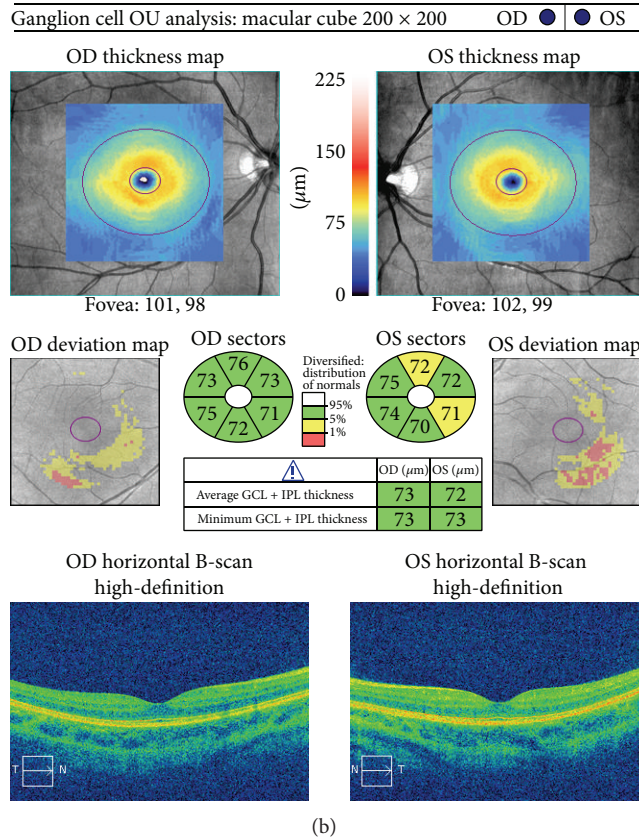 Ganglion cell OU analysis: macular cube 200 × 200 OD OS
OD thickness map
OS thickness map
225
175
130
75
0
(μm)
Fovea: 101, 98
Fovea: 102, 99
OD deviation map
OD sectors
OS sectors
OS deviation map
76
73
73
75
71
72
Diversified:
distribution
of normals
95%
5%
1%
72
75
72
74
71
70
OD (μm) OS (μm)
Average GCL + IPL thickness 73 72
Minimum GCL + IPL thickness 73 73
OD horizontal B-scan
high-definition
OS horizontal B-scan
high-definition
T N
N T
(b)